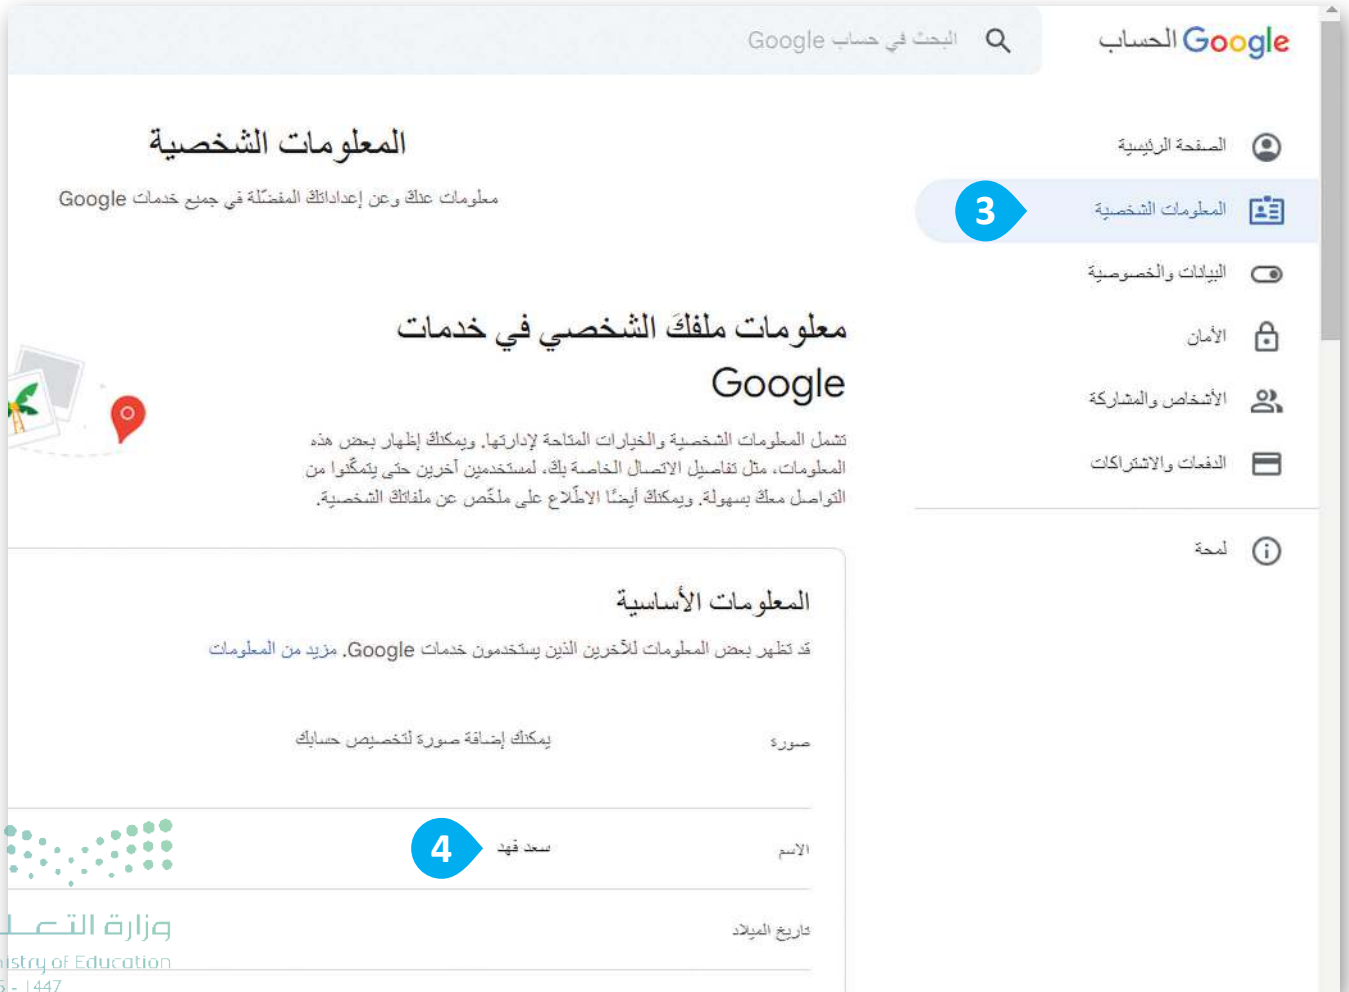 Google الحساب
البحث في حساب Google
الصفحة الرئيسية
المعلومات الشخصية
3
البيانات والخصوصية
الأمان
الأشخاص والمشاركة
الدفعات والاشتراكات
لمحة
المعلومات الشخصية
معلومات عنك وعن إعداداتك المفضّلة في جميع خدمات Google
معلومات ملفكَ الشخصي في خدمات
Google
تشمل المعلومات الشخصية والخيارات المتاحة لإدارتها. ويمكنك إظهار بعض هذه
المعلومات، مثل تفاصيل الاتصال الخاصة بك، لمستخدمين آخرين حتى يتمكّنوا من
التواصل معك بسهولة. ويمكنك أيضًا الاطّلاع على ملخّص عن ملفاتك الشخصية.
المعلومات الأساسية
قد تظهر بعض المعلومات للآخرين الذين يستخدمون خدمات Google. مزيد من المعلومات
صورة
يمكنك إضافة صورة لتخصيص حسابك
الاسم
سعد فهد
4
تاريخ الميلاد
وزارة التعـلـ
istry of Education
- 1447